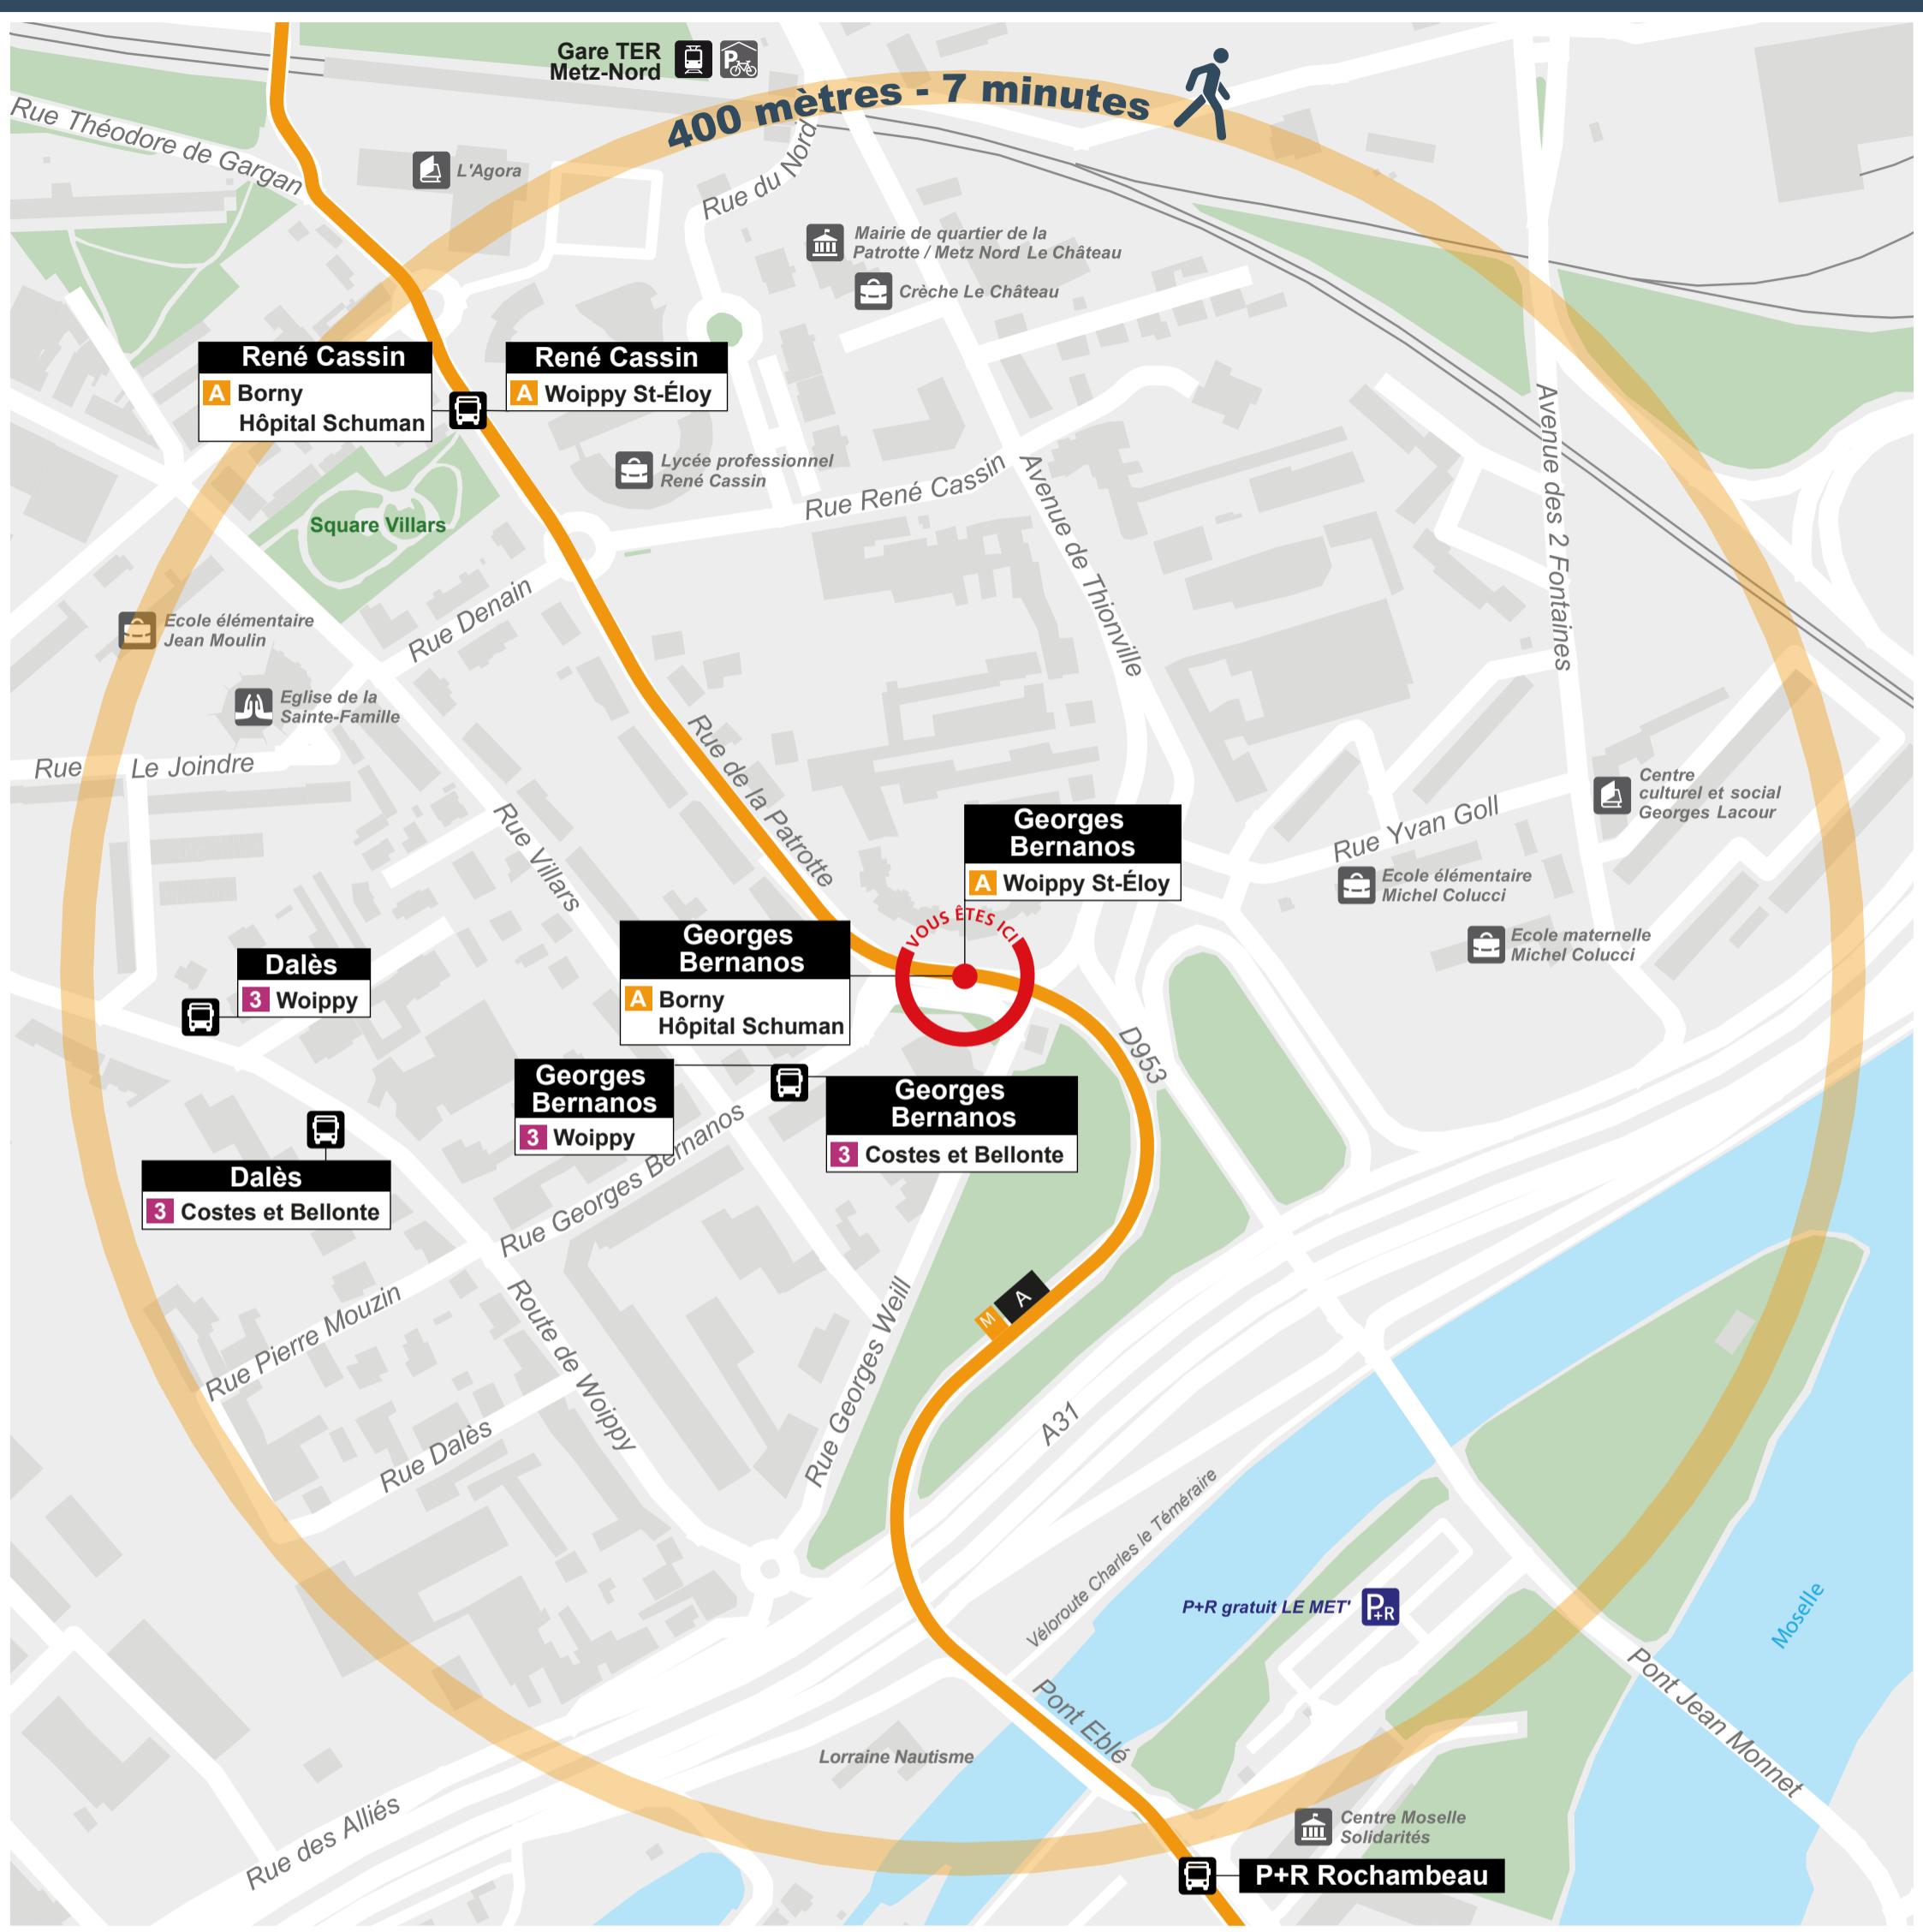 Gare TER
Metz-Nord
400 mètres - 7 minutes
Rue Théodore de Gargan
L'Agora
Rue du Nord
Mairie de quartier de la
Patrotte / Metz Nord Le Château
Crèche Le Château
René Cassin
A Borny
Hôpital Schuman
René Cassin
A Woippy St-Éloy
Lycée professionnel
René Cassin
Rue René Cassin
Avenue de Thionville
Avenue des 2 Fontaines
Square Villars
Rue Denain
Ecole élémentaire
Jean Moulin
Eglise de la
Sainte-Famille
Rue Le Joindre
Rue de la Patrotte
Rue Villars
Centre
culturel et social
Georges Lacour
Rue Yvan Goll
Ecole élémentaire
Michel Colucci
Ecole maternelle
Michel Colucci
Georges
Bernanos
A Woippy St-Éloy
VOUS ÊTES ICI
Georges
Bernanos
A Borny
Hôpital Schuman
Dalès
3 Woippy
D953
Georges
Bernanos
3 Woippy
Georges
Bernanos
3 Costes et Bellonte
Dalès
3 Costes et Bellonte
Rue Georges Bernanos
Rue Pierre Mouzin
Route de Woippy
Rue Dalès
Rue Georges Weill
M A
A31
Véloroute Charles le Téméraire
P+R gratuit LE MET'
P+R
Moselle
Pont Jean Monnet
Pont Eblé
Lorraine Nautisme
Rue des Alliés
Centre Moselle
Solidarités
P+R Rochambeau